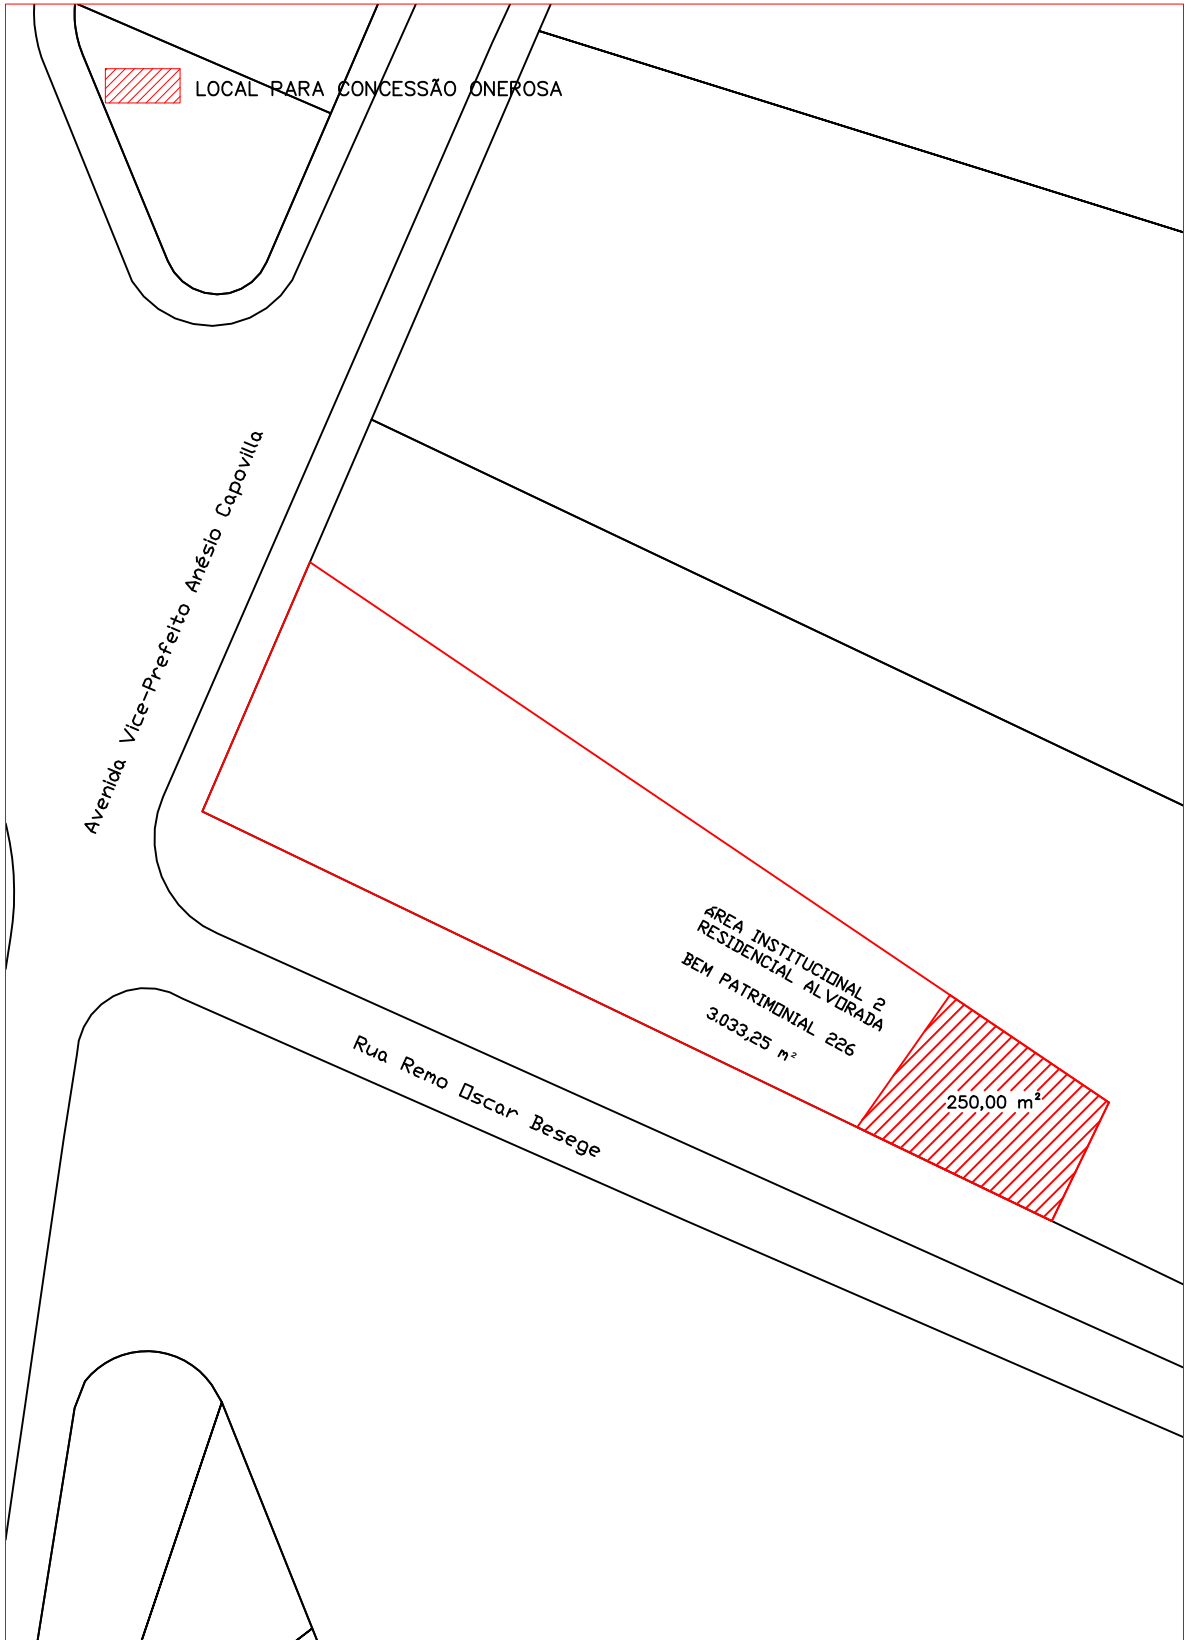 LOCAL PARA CONCESSÃO ONEROSA
Avenida Vice-Prefeito Anésio Capovilla
ÁREA INSTITUCIONAL 2
RESIDENCIAL ALVORADA
BEM PATRIMONIAL 226
3.033,25 m²
250,00 m²
Rua Remo Oscar Besege